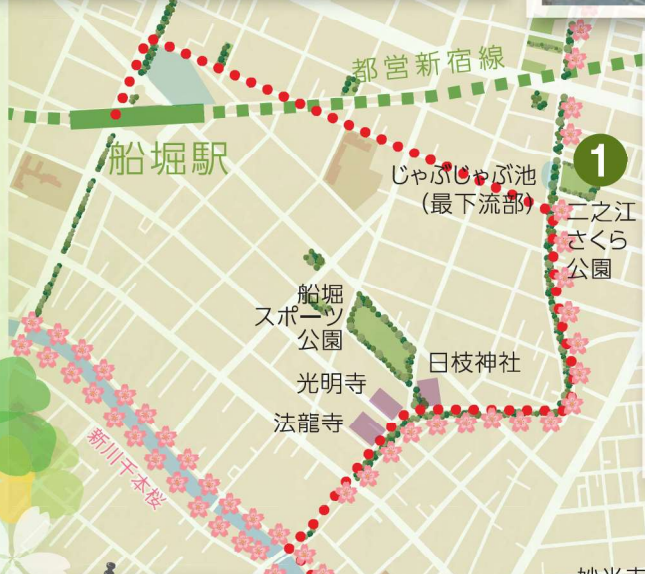 都営新宿線
船堀駅
1
じゃぶじゃぶ池
(最下流部)
二之江
さくら
公園
船堀
スポーツ
公園
日枝神社
光明寺
法龍寺
新川千本桜